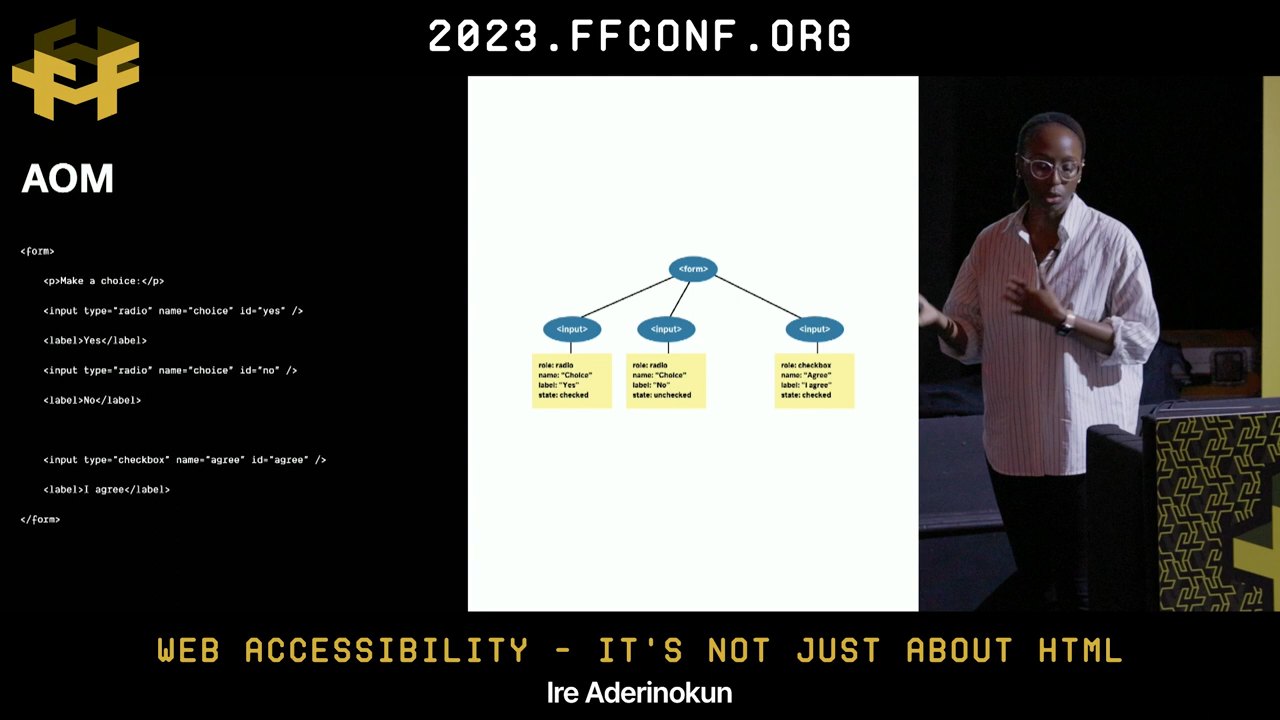 2023.FFCONF.ORG
AOM
<form>
<p>Make a choice:</p>
<input type="radio" name="choice" id="yes" />
<label>Yes</label>
<input type="radio" name="choice" id="no" />
<label>No</label>
<input type="checkbox" name="agree" id="agree" />
<label>I agree</label>
</form>
<form>
<input>
<input>
<input>
role: radio
name: "Choice"
label: "Yes"
state: checked
role: radio
name: "Choice"
label: "No"
state: unchecked
role: checkbox
name: "Agree"
label: "I agree"
state: checked
WEB ACCESSIBILITY - IT'S NOT JUST ABOUT HTML
Ire Aderinokun